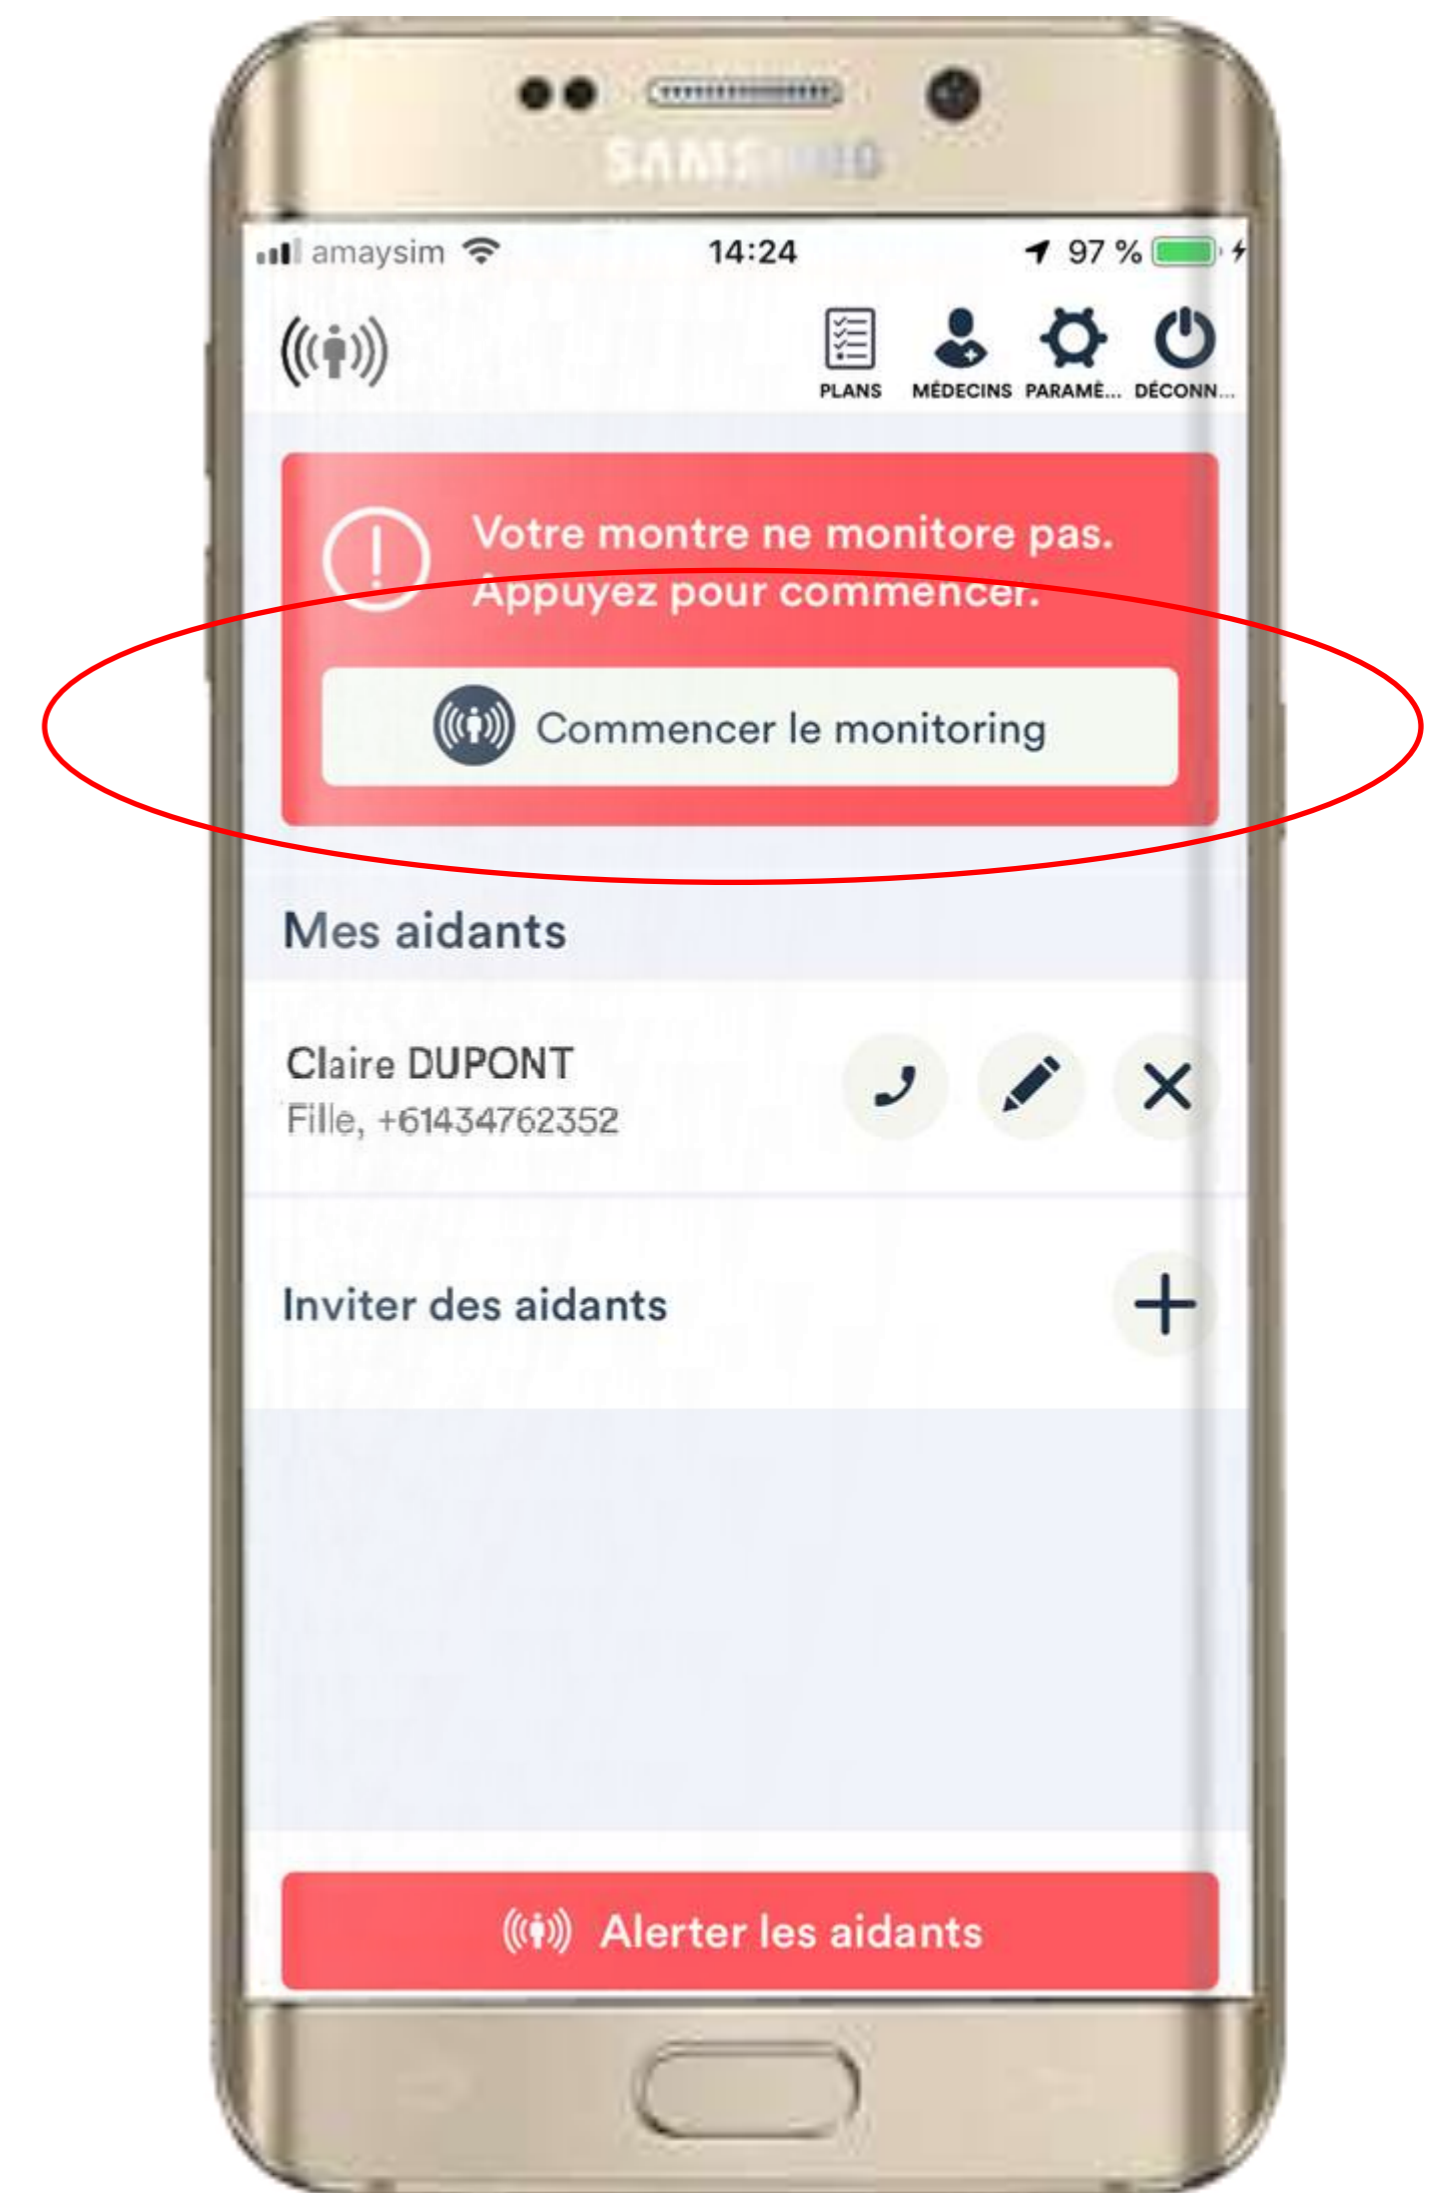 SAMSUNG
amaysim 14:24 97 %
PLANS MÉDECINS PARAMÈ... DÉCONN...
Votre montre ne monitore pas.
Appuyez pour commencer.
Commencer le monitoring
Mes aidants
Claire DUPONT
Fille, +61434762352
Inviter des aidants
Alerter les aidants